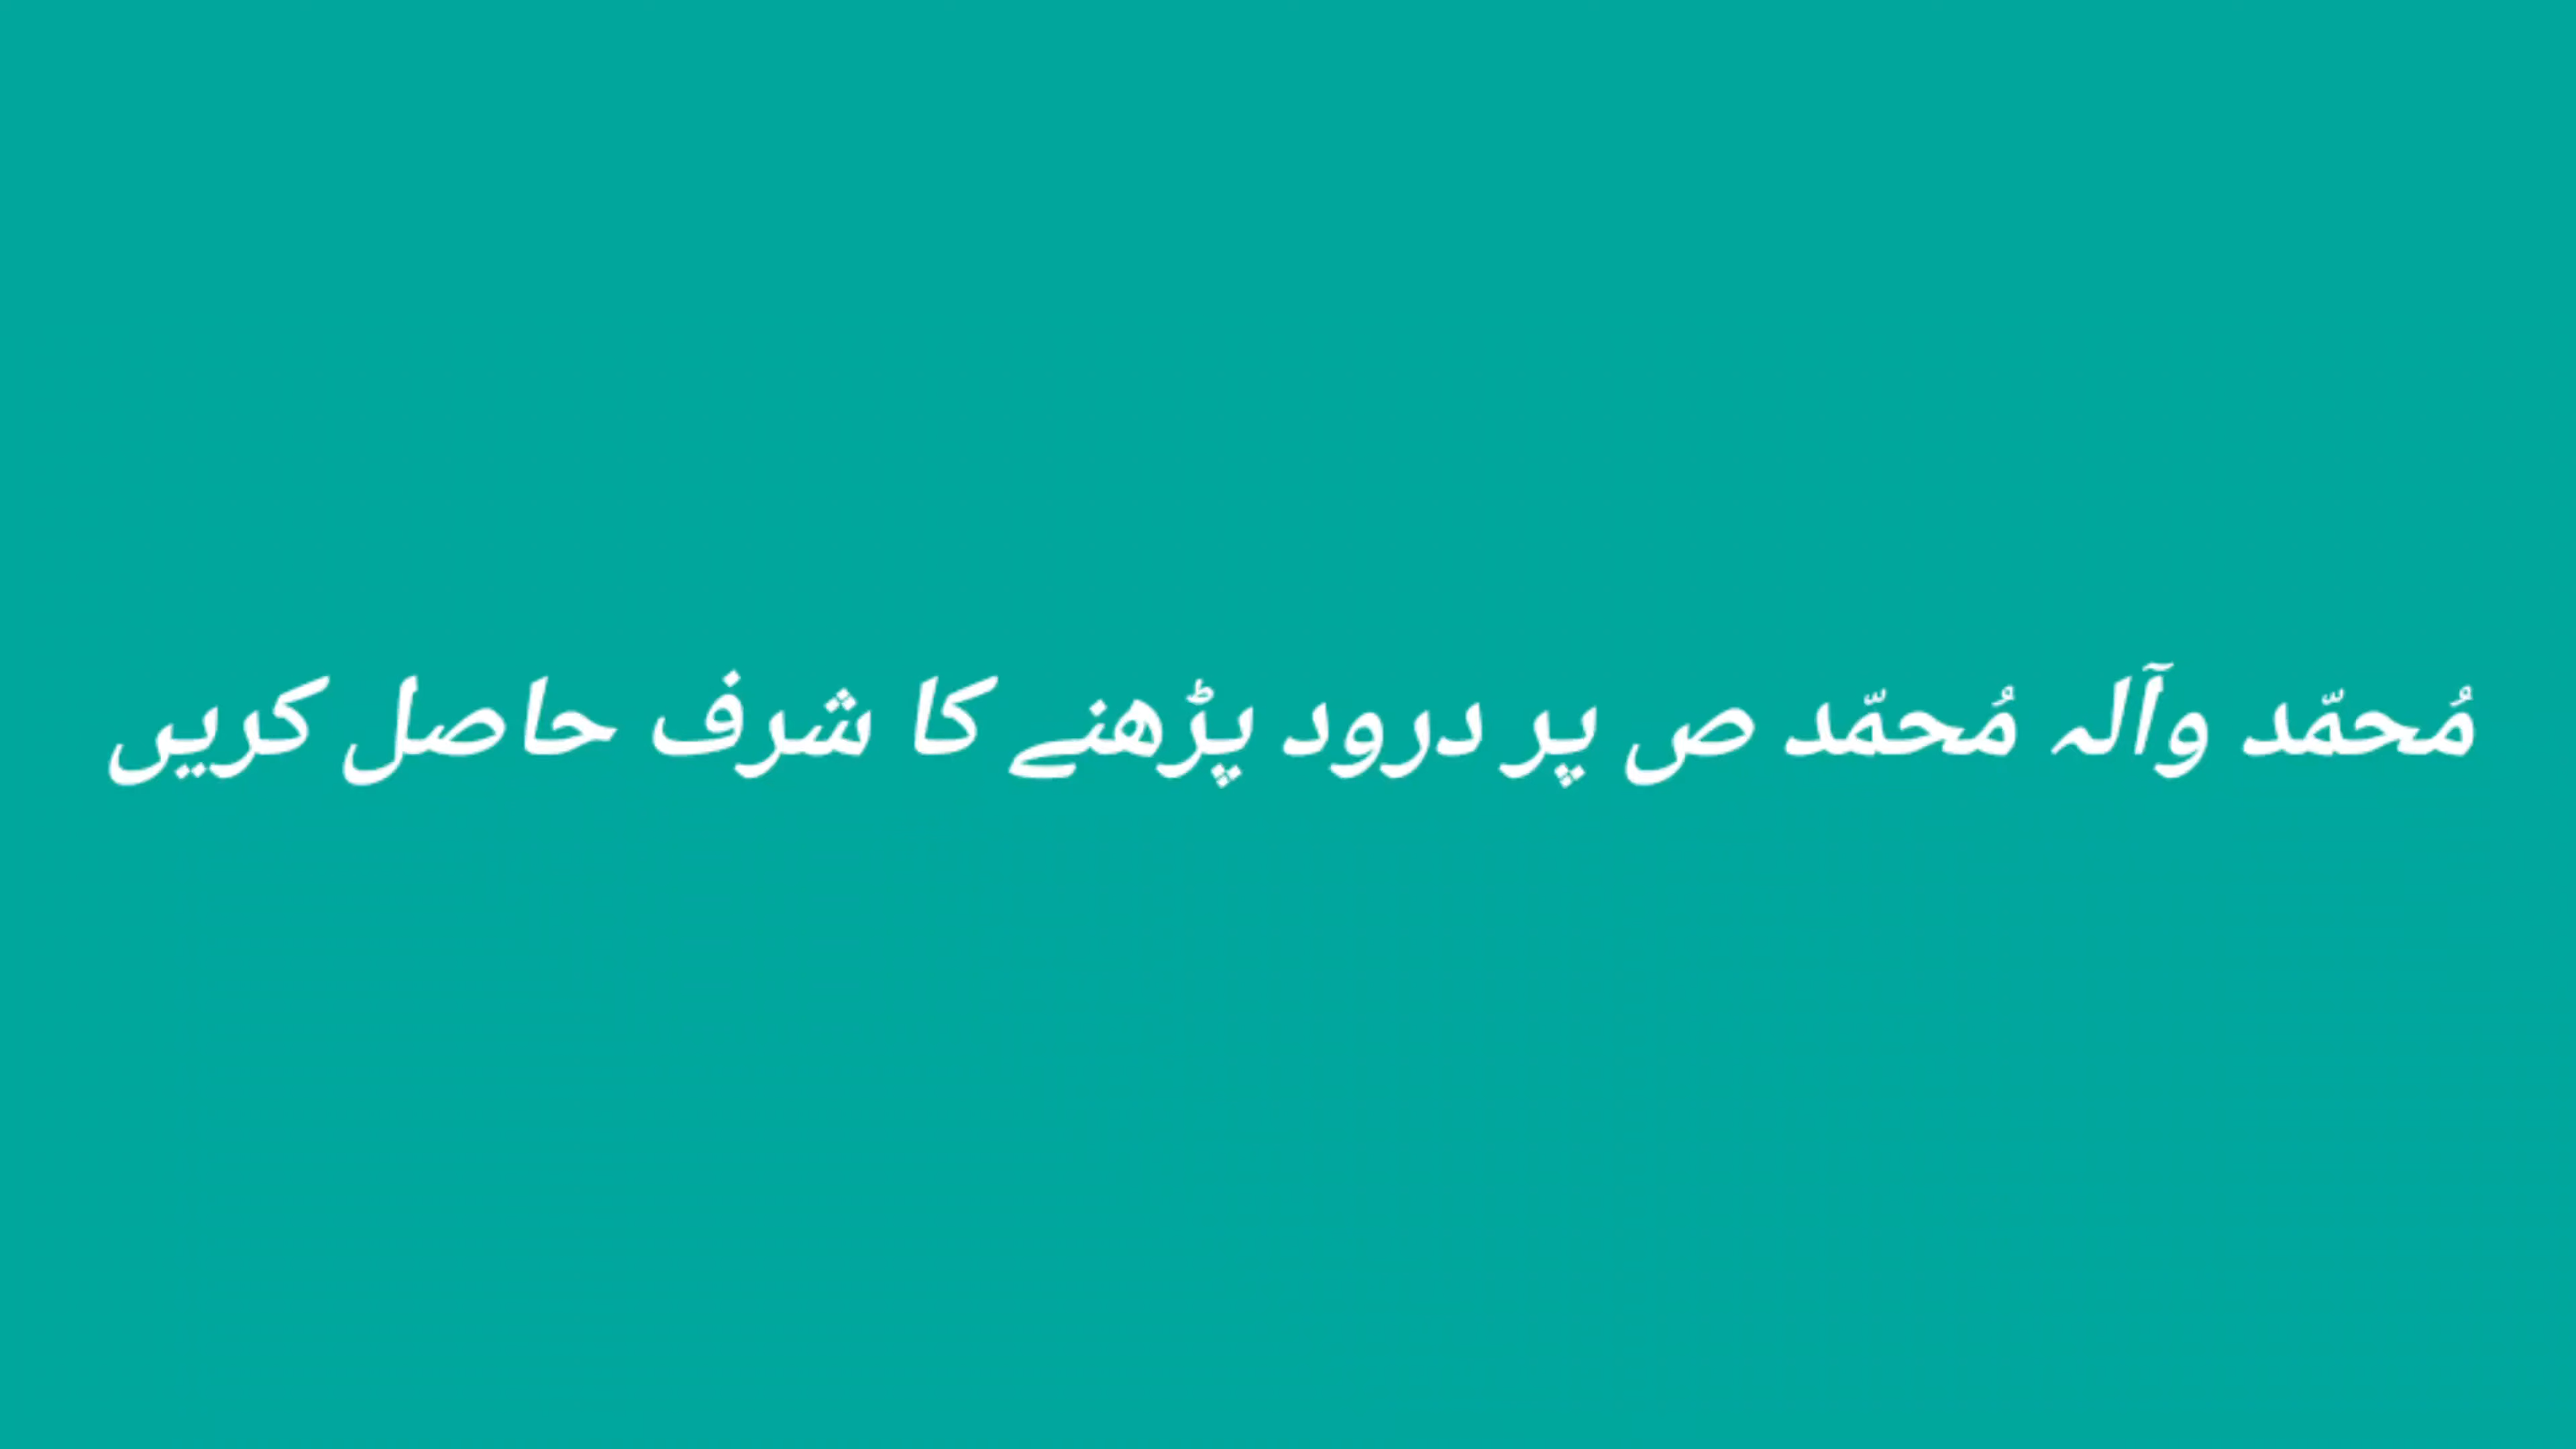 مُحمّد وآلہ مُحمّد ص پر درود پڑھنے کا شرف حاصل کریں